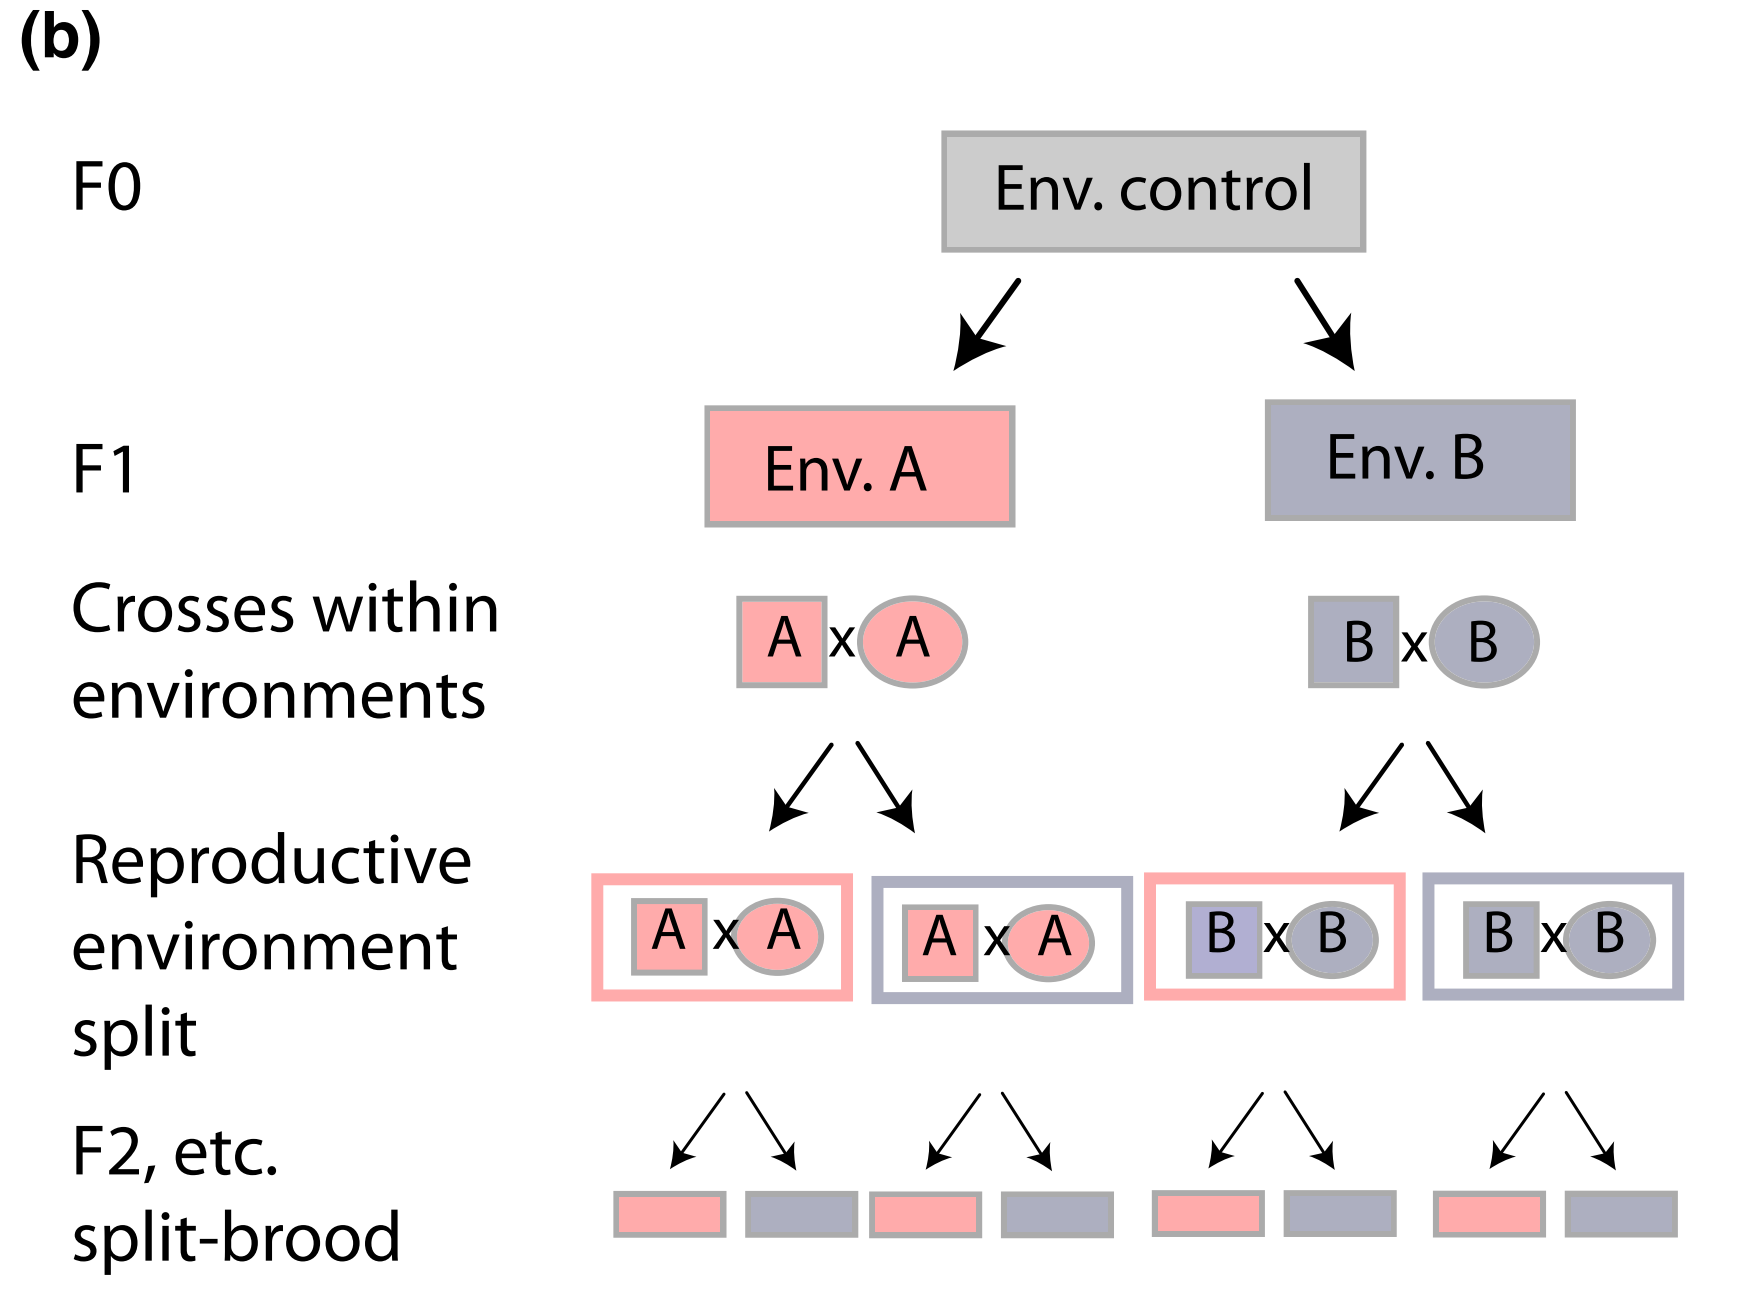 (b)
F0
Env. control
F1
Env. A
Env. B
Crosses within
environments
A x A
B x B
Reproductive
environment
split
A x A
A x A
B x B
B x B
F2, etc.
split-brood